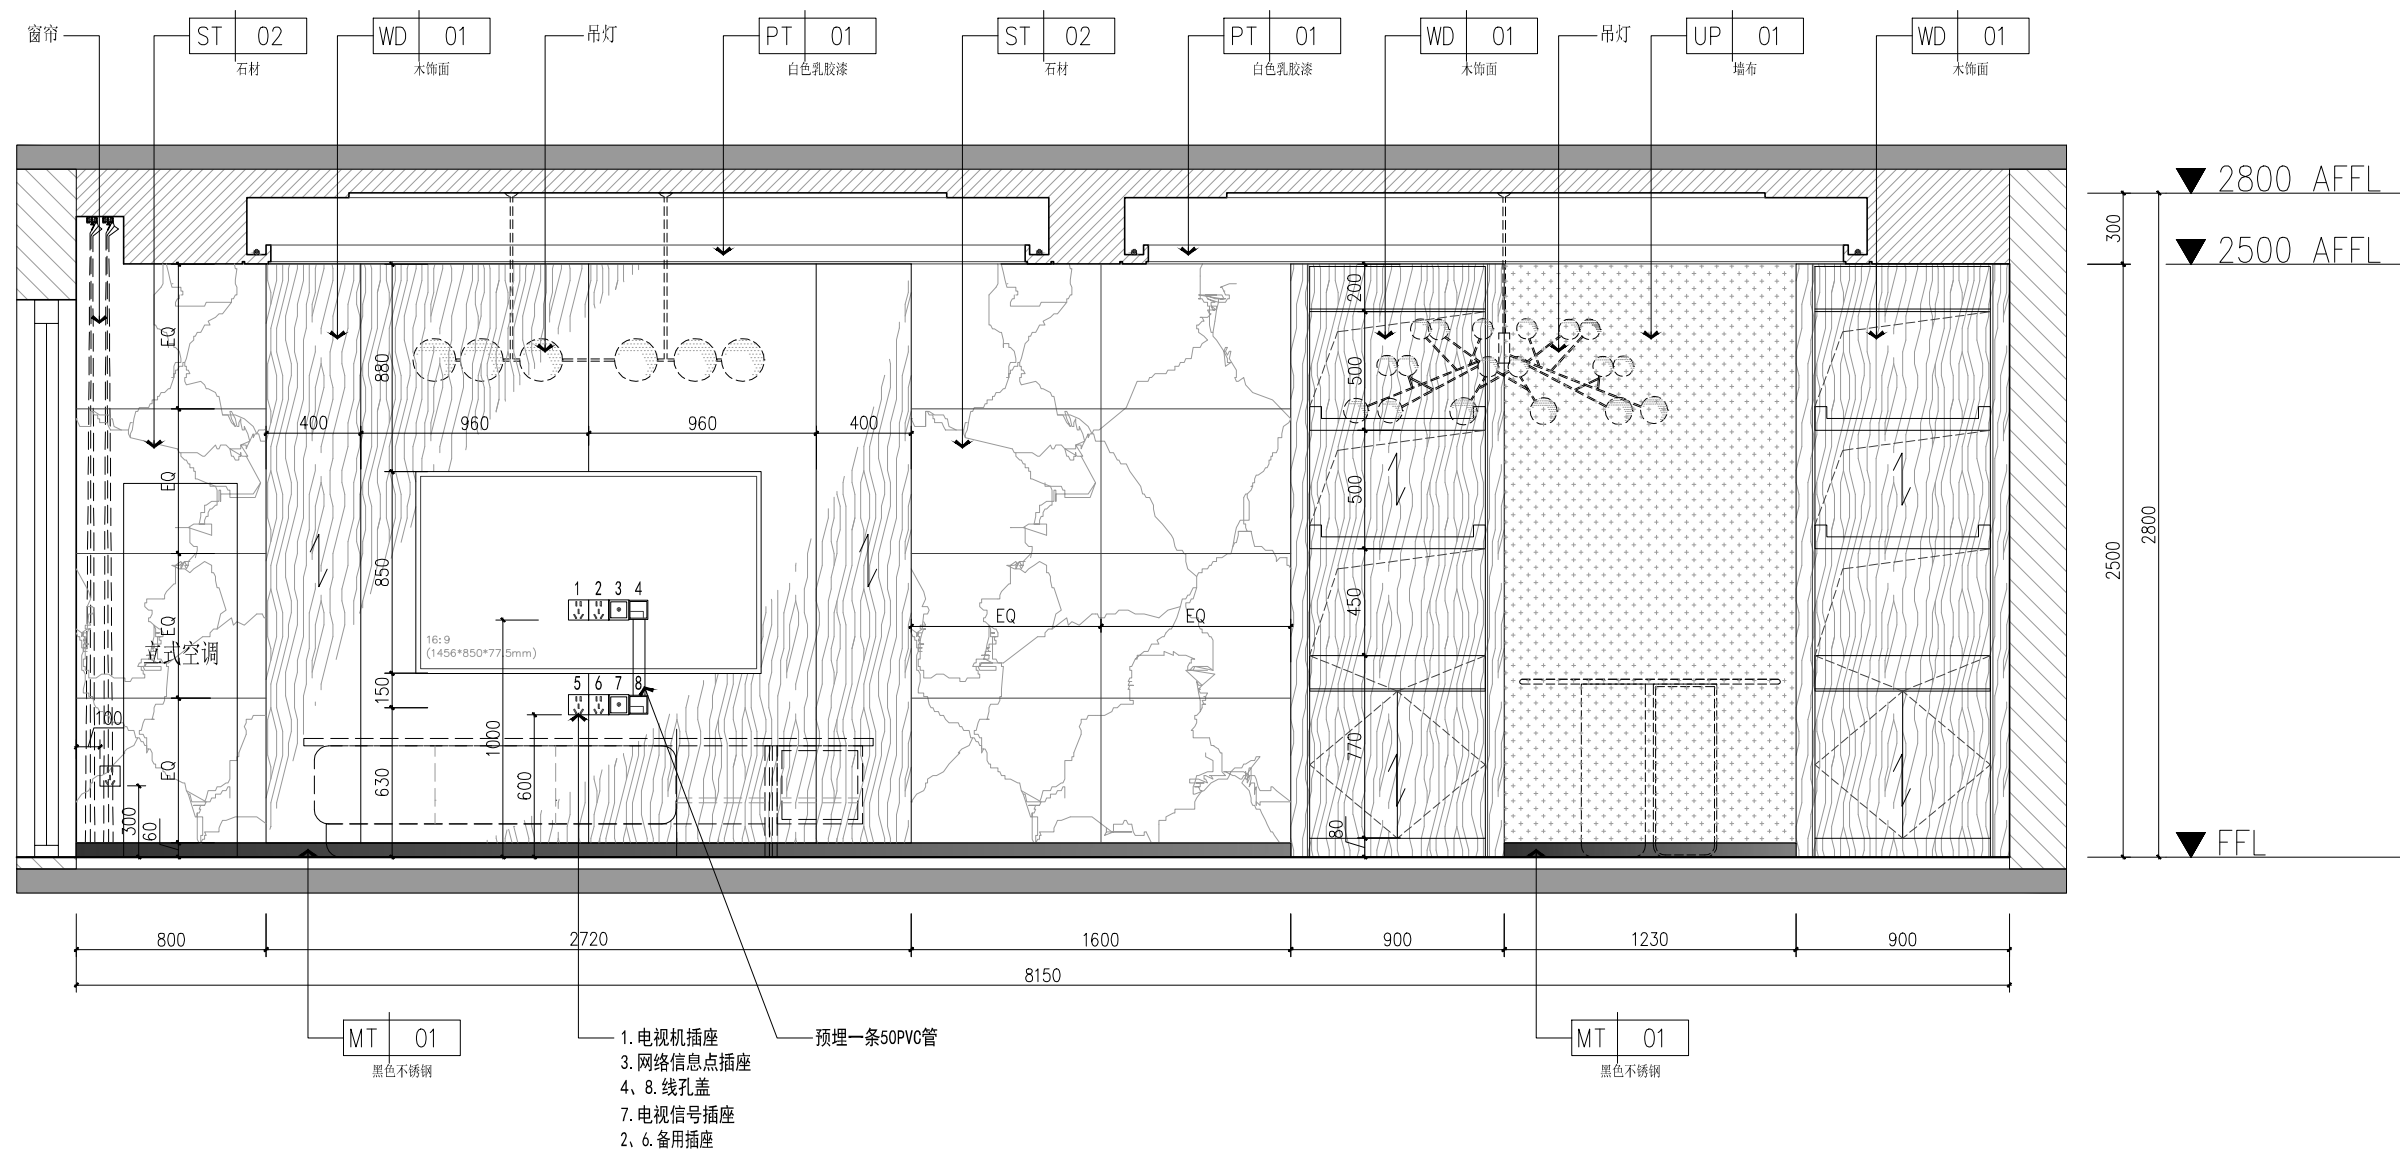 窗帘
ST 02
石材
WD 01
木饰面
吊灯
PT 01
白色乳胶漆
ST 02
石材
PT 01
白色乳胶漆
WD 01
木饰面
吊灯
UP 01
墙布
WD 01
木饰面
2800 AFFL
300
2500 AFFL
2800
2500
FFL
EQ
EQ
EQ
EQ
立式空调
100
300
60
880
400
960
960
400
850
1 2 3 4
16:9
(1456*850*77.5mm)
150
5 6 7 8
1000
630
600
EQ
EQ
200
500
500
450
770
80
800
2720
1600
900
1230
900
8150
MT 01
黑色不锈钢
1.电视机插座
3.网络信息点插座
4、8.线孔盖
7.电视信号插座
2、6.备用插座
预埋一条50PVC管
MT 01
黑色不锈钢